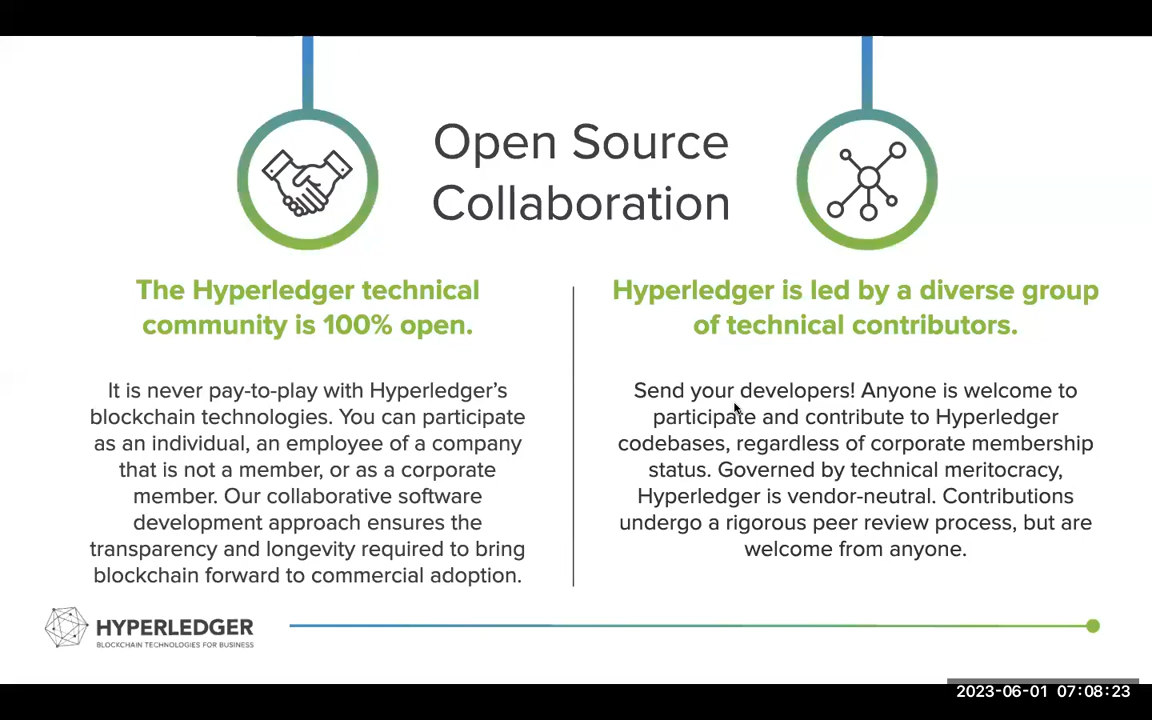 Open Source
Collaboration
The Hyperledger technical
community is 100% open.
It is never pay-to-play with Hyperledger’s
blockchain technologies. You can participate
as an individual, an employee of a company
that is not a member, or as a corporate
member. Our collaborative software
development approach ensures the
transparency and longevity required to bring
blockchain forward to commercial adoption.
Hyperledger is led by a diverse group
of technical contributors.
Send your developers! Anyone is welcome to
participate and contribute to Hyperledger
codebases, regardless of corporate membership
status. Governed by technical meritocracy,
Hyperledger is vendor-neutral. Contributions
undergo a rigorous peer review process, but are
welcome from anyone.
HYPERLEDGER
BLOCKCHAIN TECHNOLOGIES FOR BUSINESS
2023-06-01 07:08:23